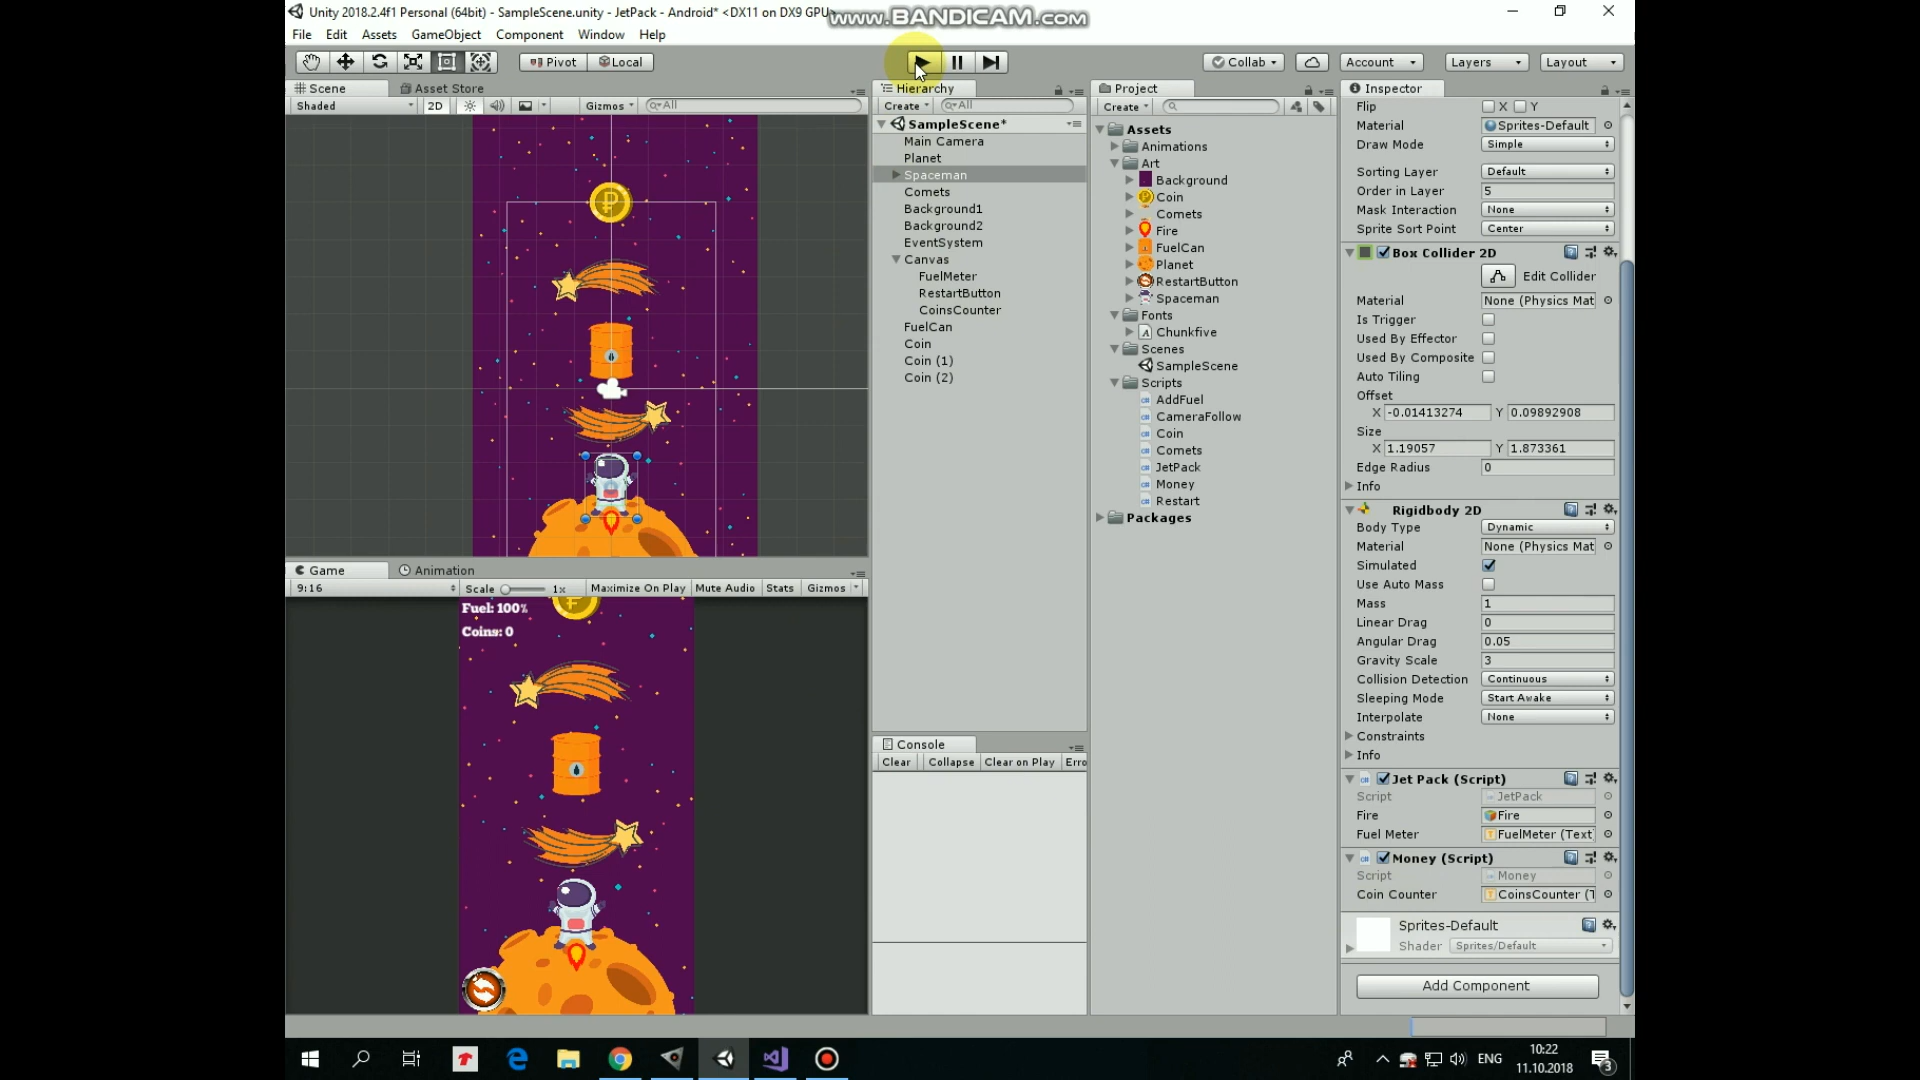 Unity 2018.2.4f1 Personal (64bit) - SampleScene.unity - JetPack - Android* <DX11 on DX9 GPU>
www.BANDICAM.com
File Edit Assets GameObject Component Window Help
Pivot Local Collab Account Layers Layout
Scene Asset Store
Shaded 2D Gizmos All
Hierarchy
Create All
SampleScene*
Main Camera
Planet
Spaceman
Comets
Background1
Background2
EventSystem
Canvas
FuelMeter
RestartButton
CoinsCounter
FuelCan
Coin
Coin (1)
Coin (2)
Project
Create
Assets
Animations
Art
Background
Coin
Comets
Fire
FuelCan
Planet
RestartButton
Spaceman
Fonts
Chunkfive
Scenes
SampleScene
Scripts
AddFuel
CameraFollow
Coin
Comets
JetPack
Money
Restart
Packages
Inspector
Flip X Y
Material Sprites-Default
Draw Mode Simple
Sorting Layer Default
Order in Layer 5
Mask Interaction None
Sprite Sort Point Center
Box Collider 2D
Edit Collider
Material None (Physics Mat
Is Trigger
Used By Effector
Used By Composite
Auto Tiling
Offset
X -0.01413274 Y 0.09892908
Size
X 1.19057 Y 1.873361
Edge Radius 0
Info
Rigidbody 2D
Body Type Dynamic
Material None (Physics Mat
Simulated
Use Auto Mass
Mass 1
Linear Drag 0
Angular Drag 0.05
Gravity Scale 3
Collision Detection Continuous
Sleeping Mode Start Awake
Interpolate None
Constraints
Info
Jet Pack (Script)
Script JetPack
Fire Fire
Fuel Meter FuelMeter (Text
Money (Script)
Script Money
Coin Counter CoinsCounter (T
Sprites-Default
Shader Sprites/Default
Add Component
Game Animation
9:16 Scale 1x Maximize On Play Mute Audio Stats Gizmos
Fuel: 100%
Coins: 0
Console
Clear Collapse Clear on Play Erro
ENG
10:22
11.10.2018
3